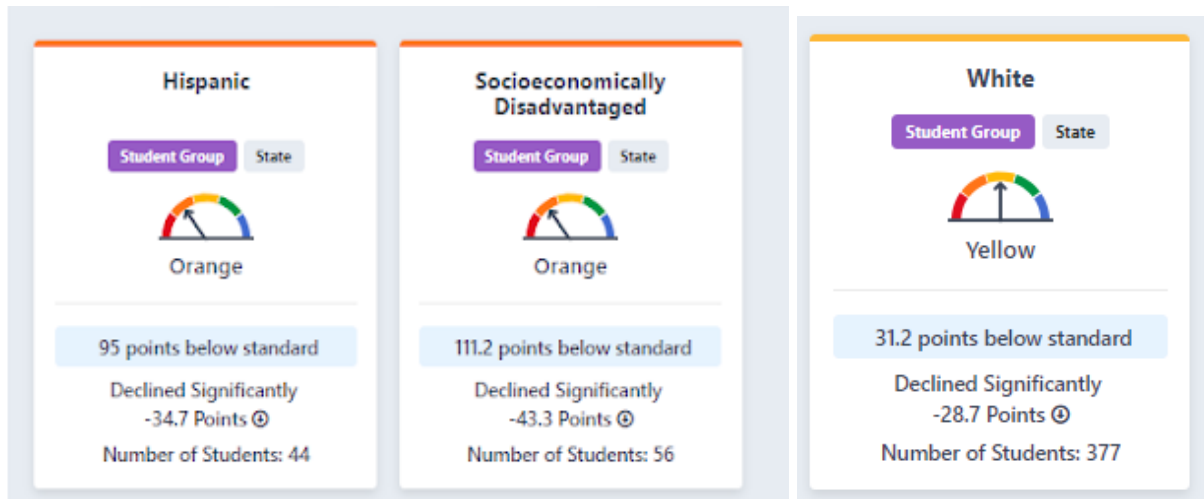 Hispanic
Student Group State
Orange
95 points below standard
Declined Significantly
-34.7 Points
Number of Students: 44
Socioeconomically
Disadvantaged
Student Group State
Orange
111.2 points below standard
Declined Significantly
-43.3 Points
Number of Students: 56
White
Student Group State
Yellow
31.2 points below standard
Declined Significantly
-28.7 Points
Number of Students: 377